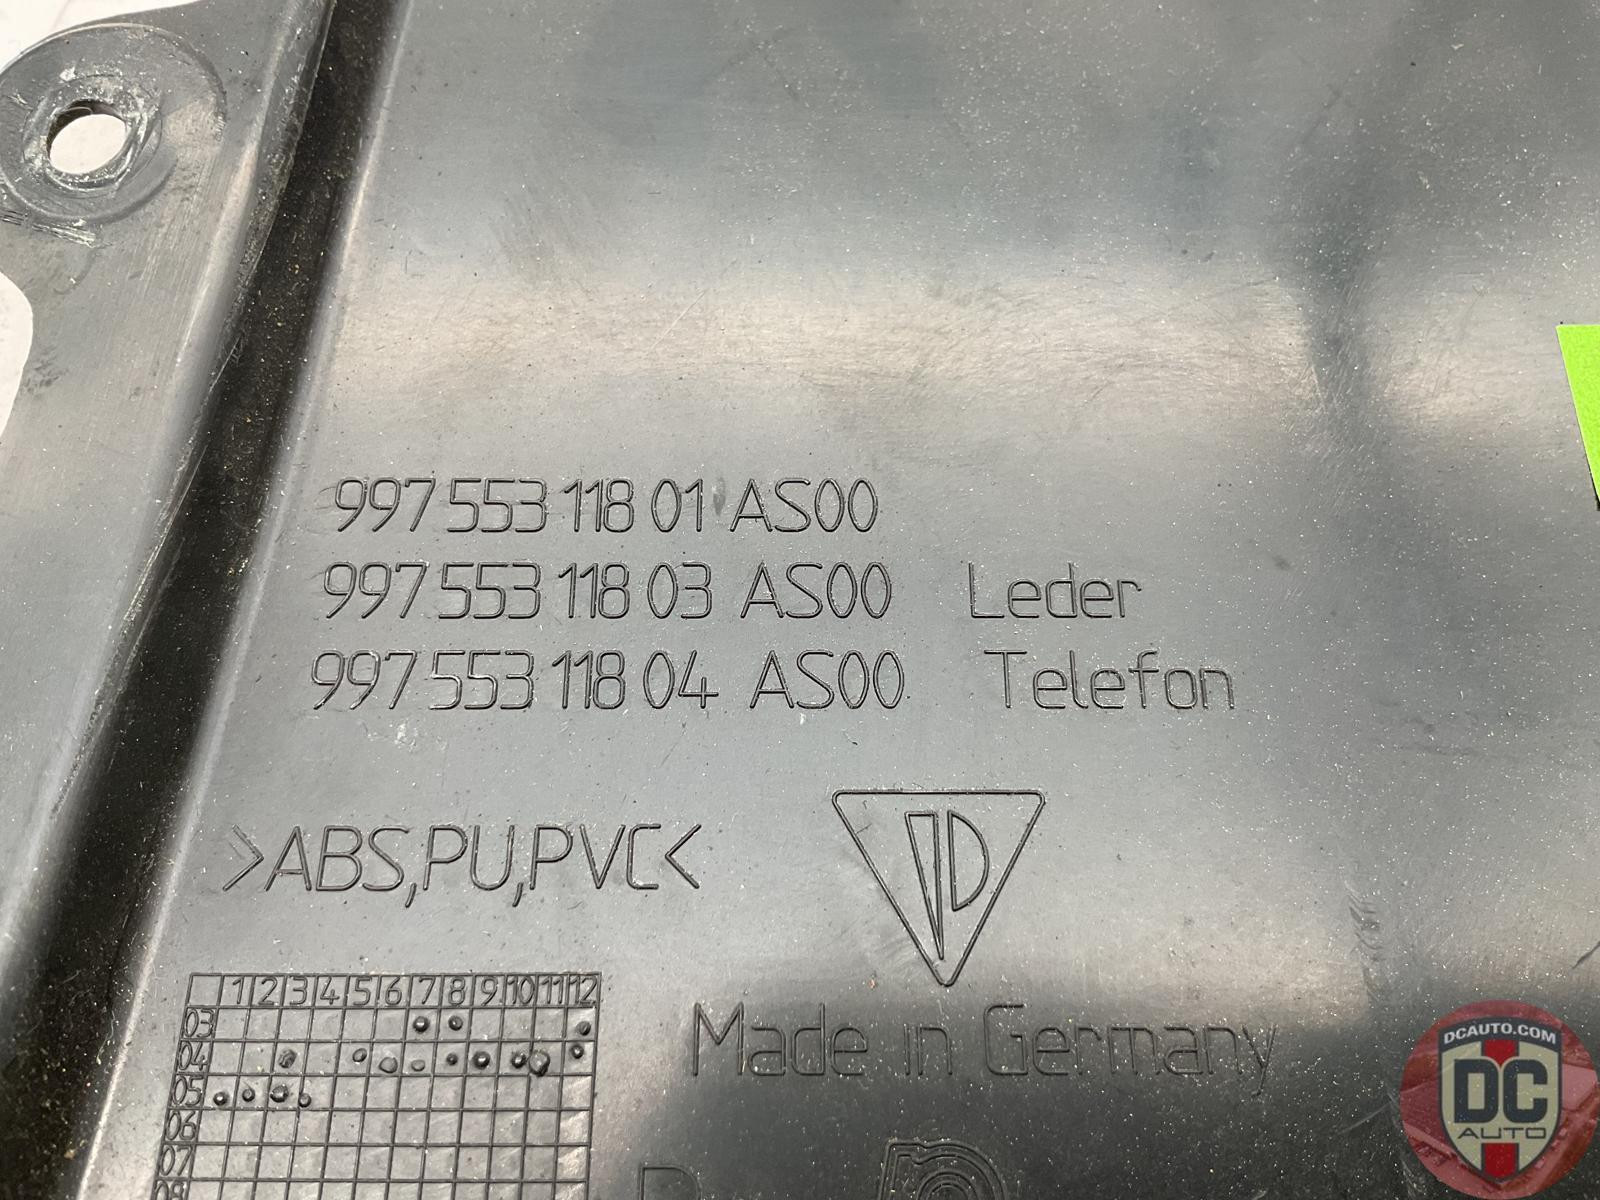 997 553 118 01 AS00
997 553 118 03 AS00 Leder
997 553 118 04 AS00 Telefon
>ABS,PU,PVC<
1 2 3 4 5 6 7 8 9 10 11 12
03
04
05
06
07
08
Made in Germany
DCAUTO.COM
DC
AUTO